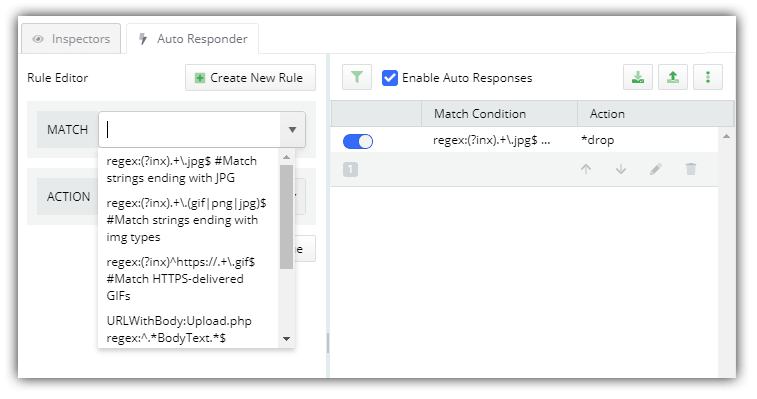 Inspectors
Auto Responder
Rule Editor
Create New Rule
Enable Auto Responses
MATCH
Match Condition
Action
regex:(?inx).+\.jpg$ ...
*drop
1
regex:(?inx).+\.jpg$ #Match
strings ending with JPG
ACTION
regex:(?inx).+\.(gif|png|jpg)$
#Match strings ending with
img types
regex:(?inx)^https://.+\.gif$
#Match HTTPS-delivered
GIFs
URLWithBody:Upload.php
regex:^.*BodyText.*$